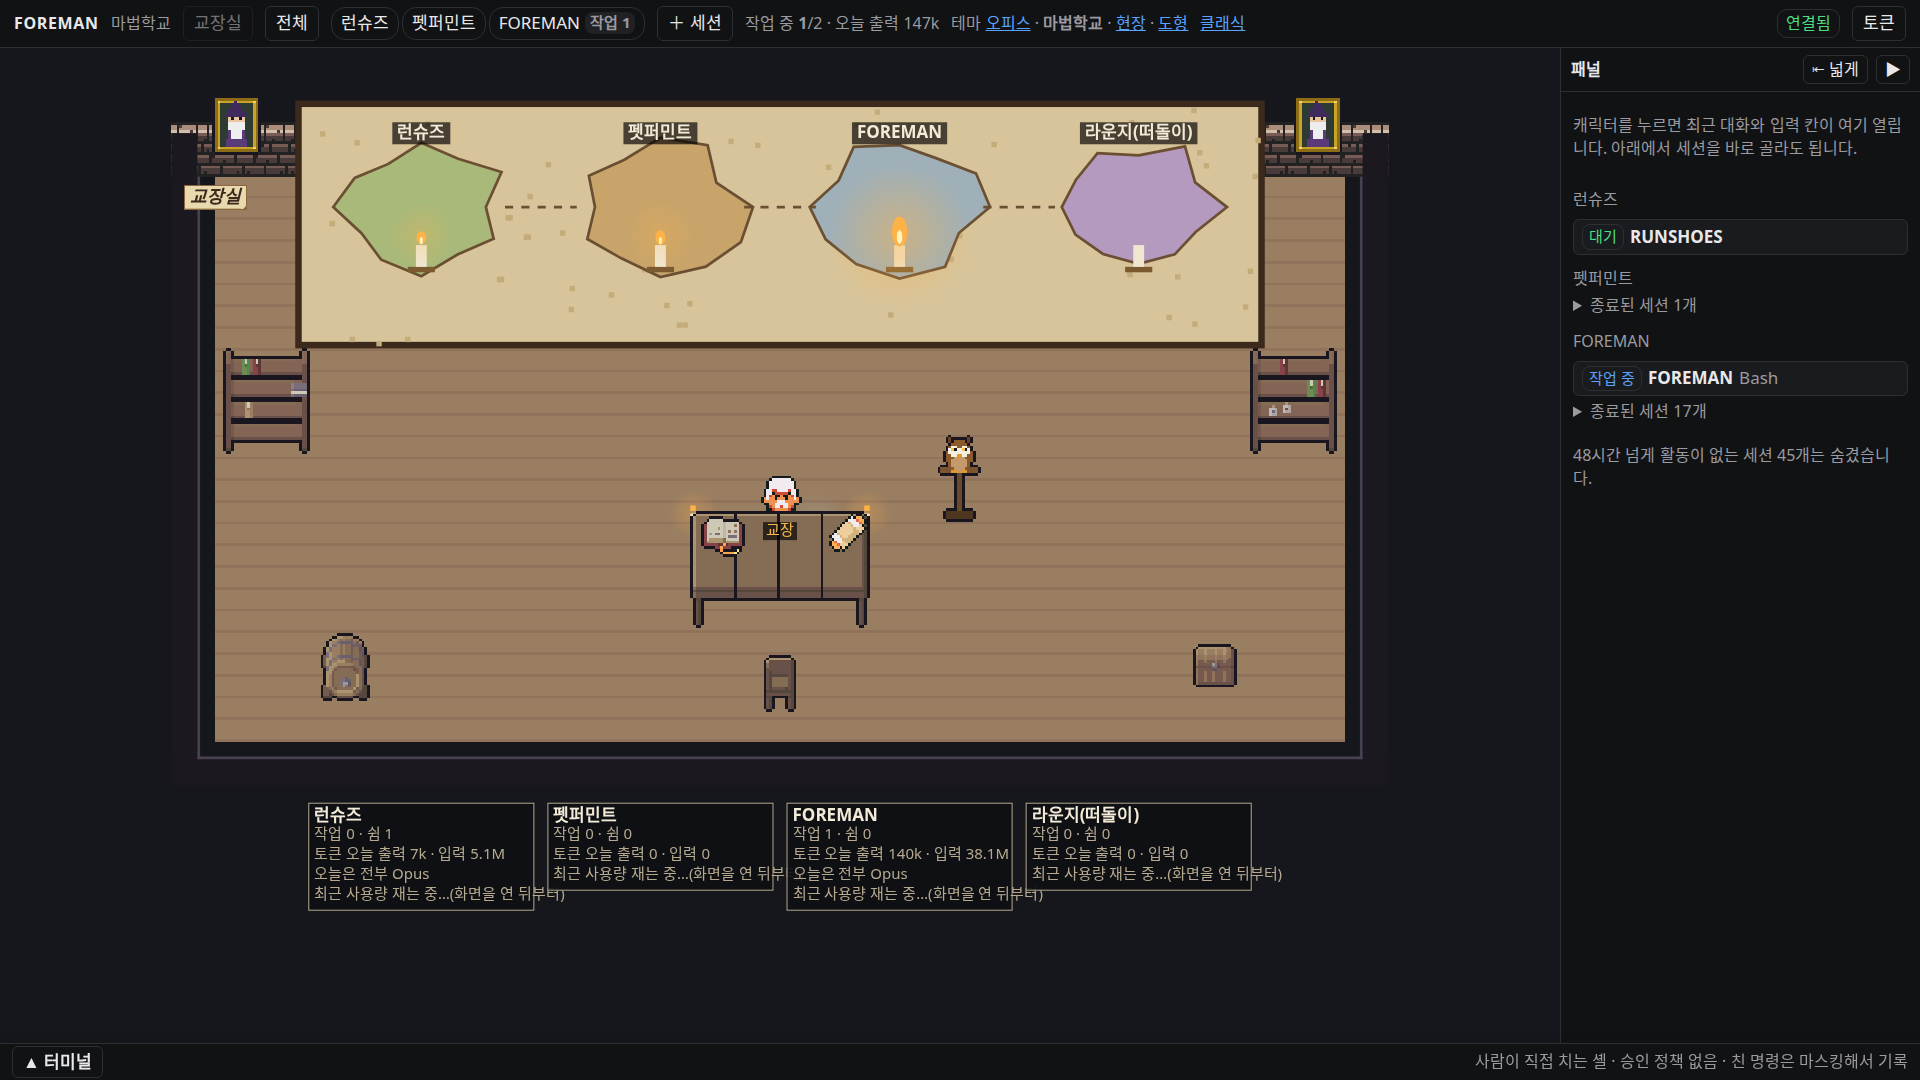 FOREMAN 마법학교 교장실 전체 런슈즈 펫퍼민트 FOREMAN 작업 1 + 세션 작업 중 1/2 · 오늘 출력 147k 테마 오피스 · 마법학교 · 현장 · 도형 클래식 연결됨 토큰
패널 ⇤ 넓게 ▶
캐릭터를 누르면 최근 대화와 입력 칸이 여기 열립
니다. 아래에서 세션을 바로 골라도 됩니다.
런슈즈
대기 RUNSHOES
펫퍼민트
▶ 종료된 세션 1개
FOREMAN
작업 중 FOREMAN Bash
▶ 종료된 세션 17개
48시간 넘게 활동이 없는 세션 45개는 숨겼습니
다.
런슈즈 펫퍼민트 FOREMAN 라운지(떠돌이)
교장실
교장
런슈즈
작업 0 · 쉼 1
토큰 오늘 출력 7k · 입력 5.1M
오늘은 전부 Opus
최근 사용량 재는 중...(화면을 연 뒤부터)
펫퍼민트
작업 0 · 쉼 0
토큰 오늘 출력 0 · 입력 0
최근 사용량 재는 중...(화면을 연 뒤부
FOREMAN
작업 1 · 쉼 0
토큰 오늘 출력 140k · 입력 38.1M
오늘은 전부 Opus
최근 사용량 재는 중...(화면을 연 뒤부터)
라운지(떠돌이)
작업 0 · 쉼 0
토큰 오늘 출력 0 · 입력 0
최근 사용량 재는 중...(화면을 연 뒤부터)
▲ 터미널 사람이 직접 치는 셸 · 승인 정책 없음 · 친 명령은 마스킹해서 기록